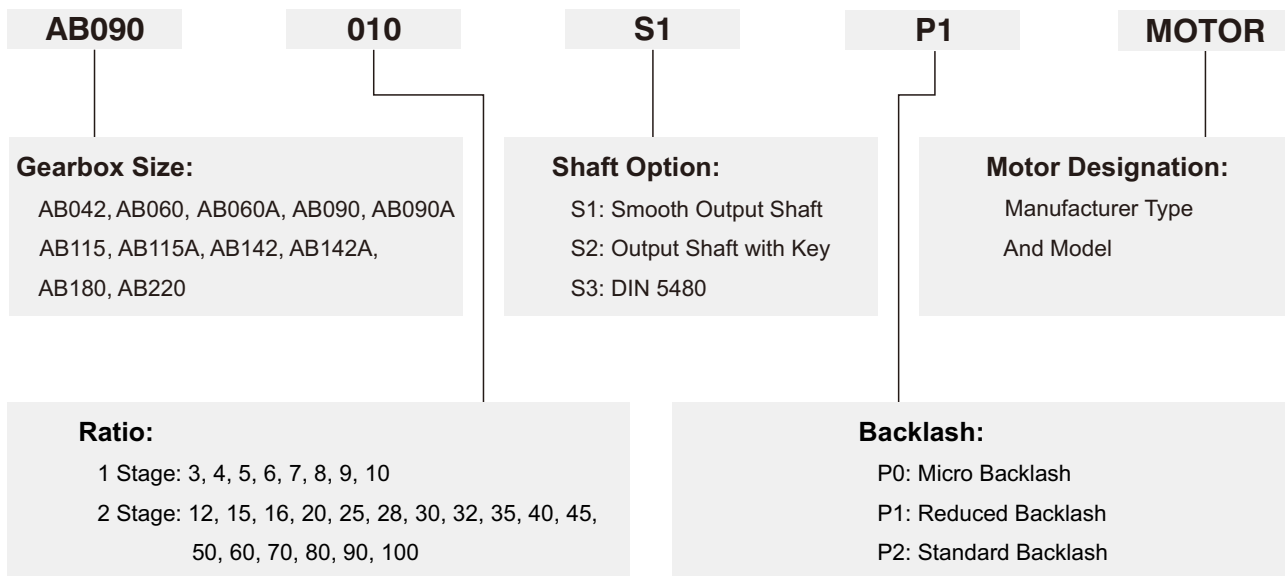 AB090 010 S1 P1 MOTOR
Gearbox Size:
AB042, AB060, AB060A, AB090, AB090A
AB115, AB115A, AB142, AB142A,
AB180, AB220
Shaft Option:
S1: Smooth Output Shaft
S2: Output Shaft with Key
S3: DIN 5480
Motor Designation:
Manufacturer Type
And Model
Ratio:
1 Stage: 3, 4, 5, 6, 7, 8, 9, 10
2 Stage: 12, 15, 16, 20, 25, 28, 30, 32, 35, 40, 45,
50, 60, 70, 80, 90, 100
Backlash:
P0: Micro Backlash
P1: Reduced Backlash
P2: Standard Backlash